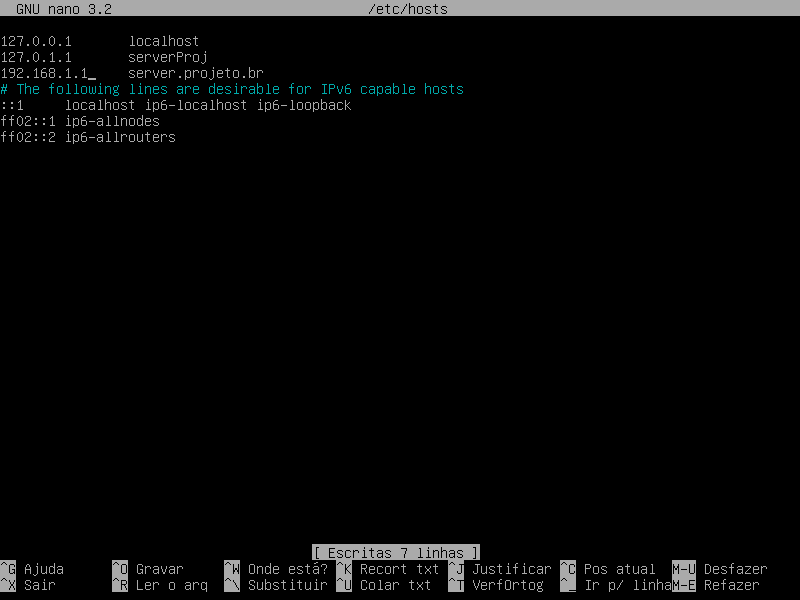 GNU nano 3.2 /etc/hosts
127.0.0.1 localhost
127.0.1.1 serverProj
192.168.1.1_ server.projeto.br
# The following lines are desirable for IPv6 capable hosts
::1 localhost ip6-localhost ip6-loopback
ff02::1 ip6-allnodes
ff02::2 ip6-allrouters
[ Escritas 7 linhas ]
^G Ajuda ^O Gravar ^W Onde está? ^K Recort txt ^J Justificar ^C Pos atual M-U Desfazer
^X Sair ^R Ler o arq ^\ Substituir ^U Colar txt ^T VerfOrtog ^_ Ir p/ linha M-E Refazer